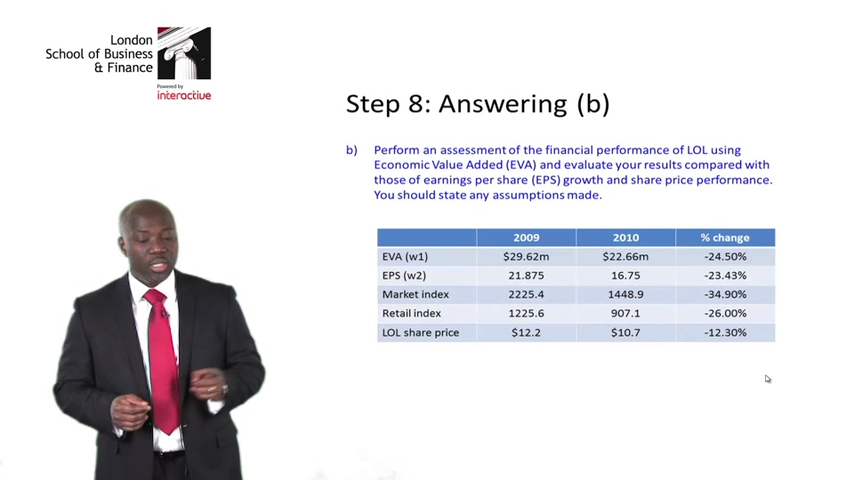 London
School of Business
& Finance
Powered by
interactive
Step 8: Answering (b)
b) Perform an assessment of the financial performance of LOL using
Economic Value Added (EVA) and evaluate your results compared with
those of earnings per share (EPS) growth and share price performance.
You should state any assumptions made.
2009 2010 % change
EVA (w1) $29.62m $22.66m -24.50%
EPS (w2) 21.875 16.75 -23.43%
Market index 2225.4 1448.9 -34.90%
Retail index 1225.6 907.1 -26.00%
LOL share price $12.2 $10.7 -12.30%